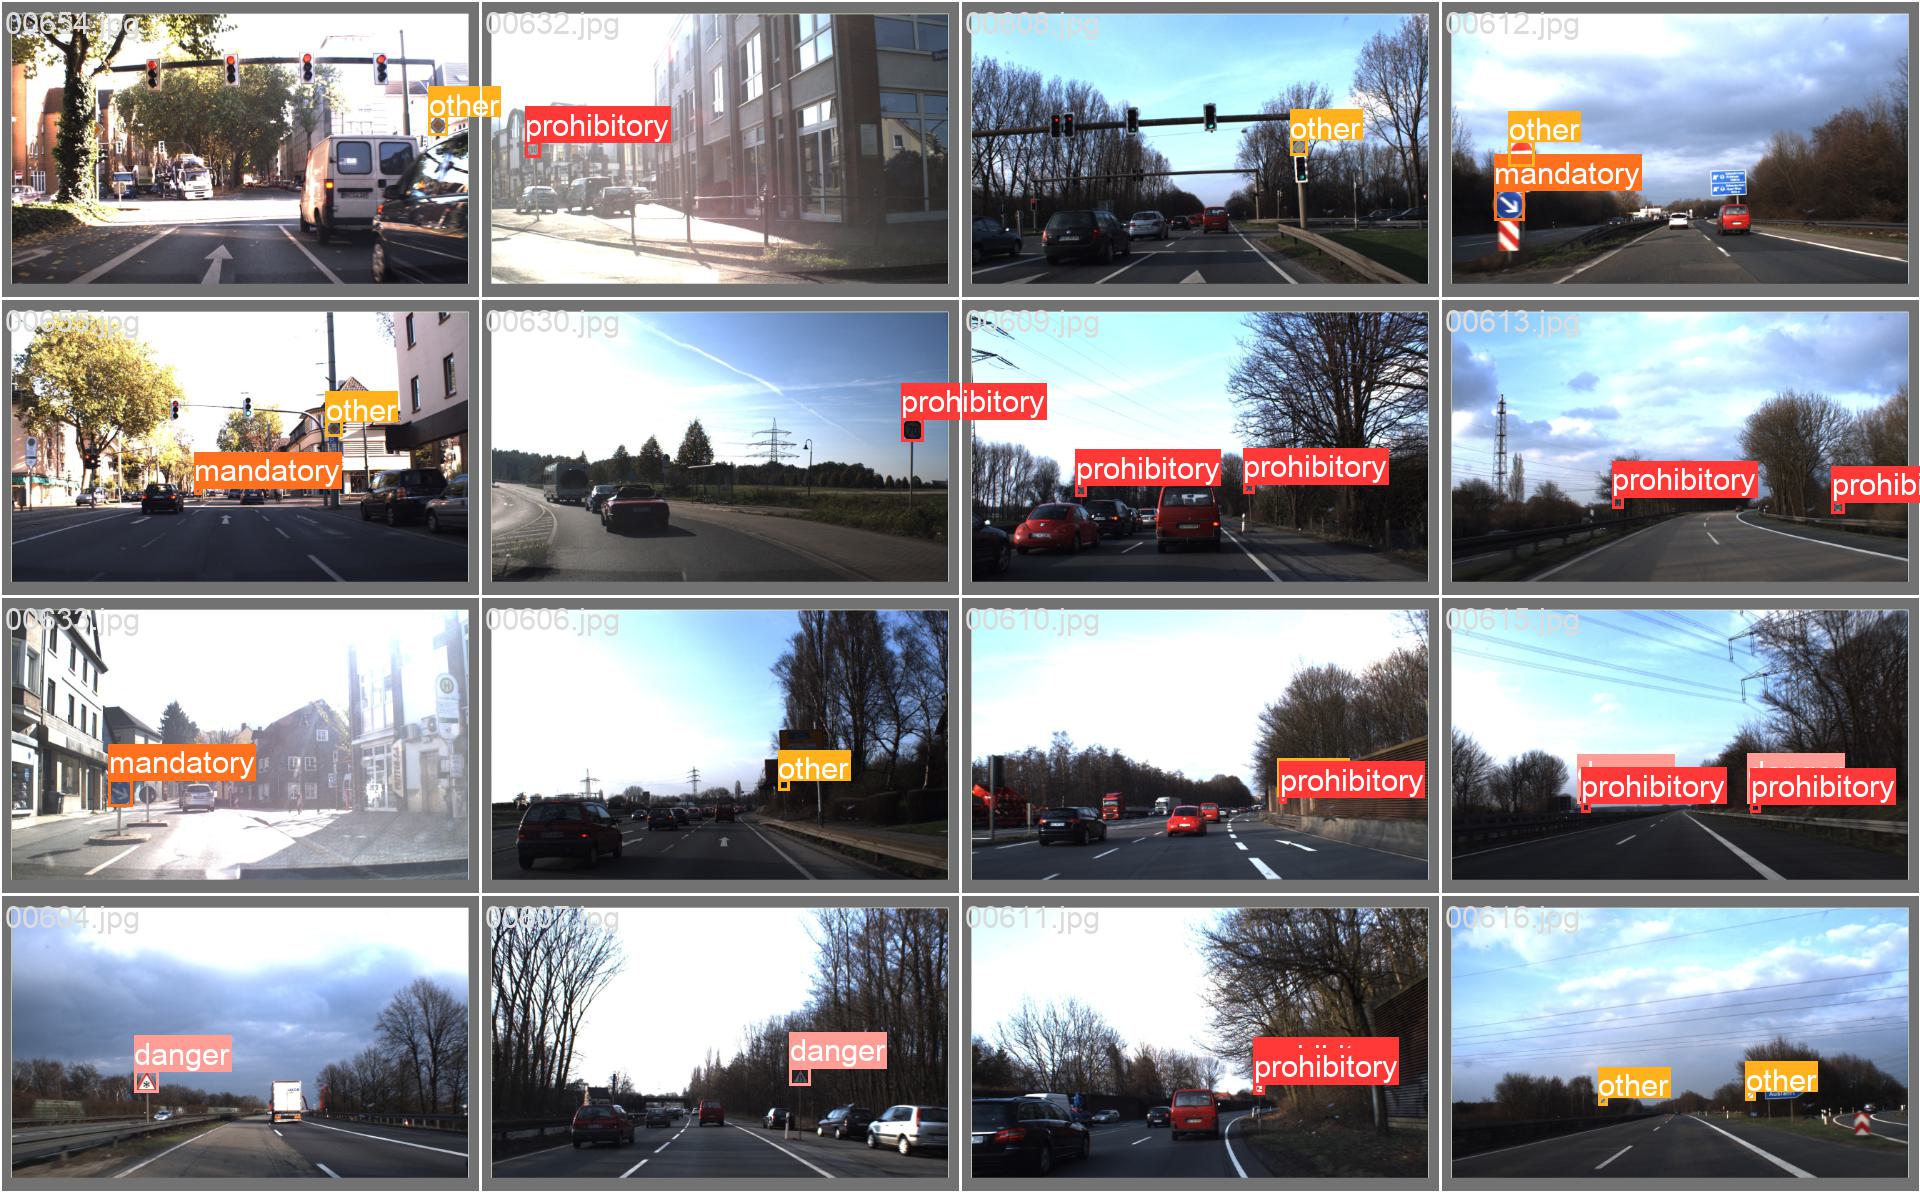 00654.jpg
other
00632.jpg
prohibitory
00608.jpg
other
00612.jpg
other
mandatory
00655.jpg
other
mandatory
00630.jpg
prohibitory
00609.jpg
prohibitory
prohibitory
00613.jpg
prohibitory
prohibi
00633.jpg
mandatory
00606.jpg
other
00610.jpg
prohibitory
00615.jpg
prohibitory
prohibitory
00604.jpg
danger
00607.jpg
danger
00611.jpg
prohibitory
00616.jpg
other
other